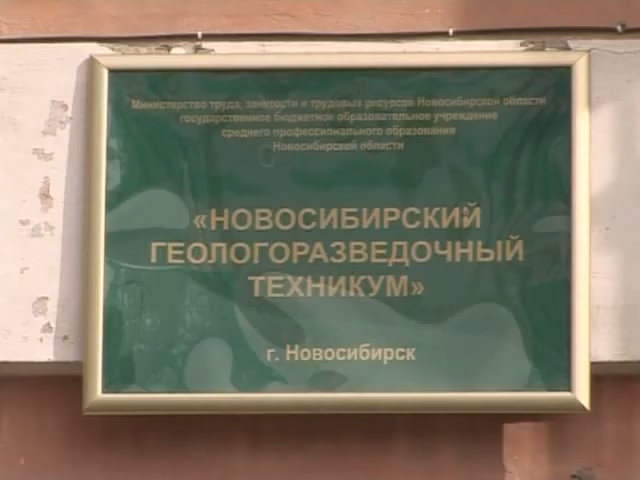 Министерство труда, занятости и трудовых ресурсов Новосибирской области
государственное бюджетное образовательное учреждение
среднего профессионального образования
Новосибирской области
«НОВОСИБИРСКИЙ
ГЕОЛОГОРАЗВЕДОЧНЫЙ
ТЕХНИКУМ»
г. Новосибирск